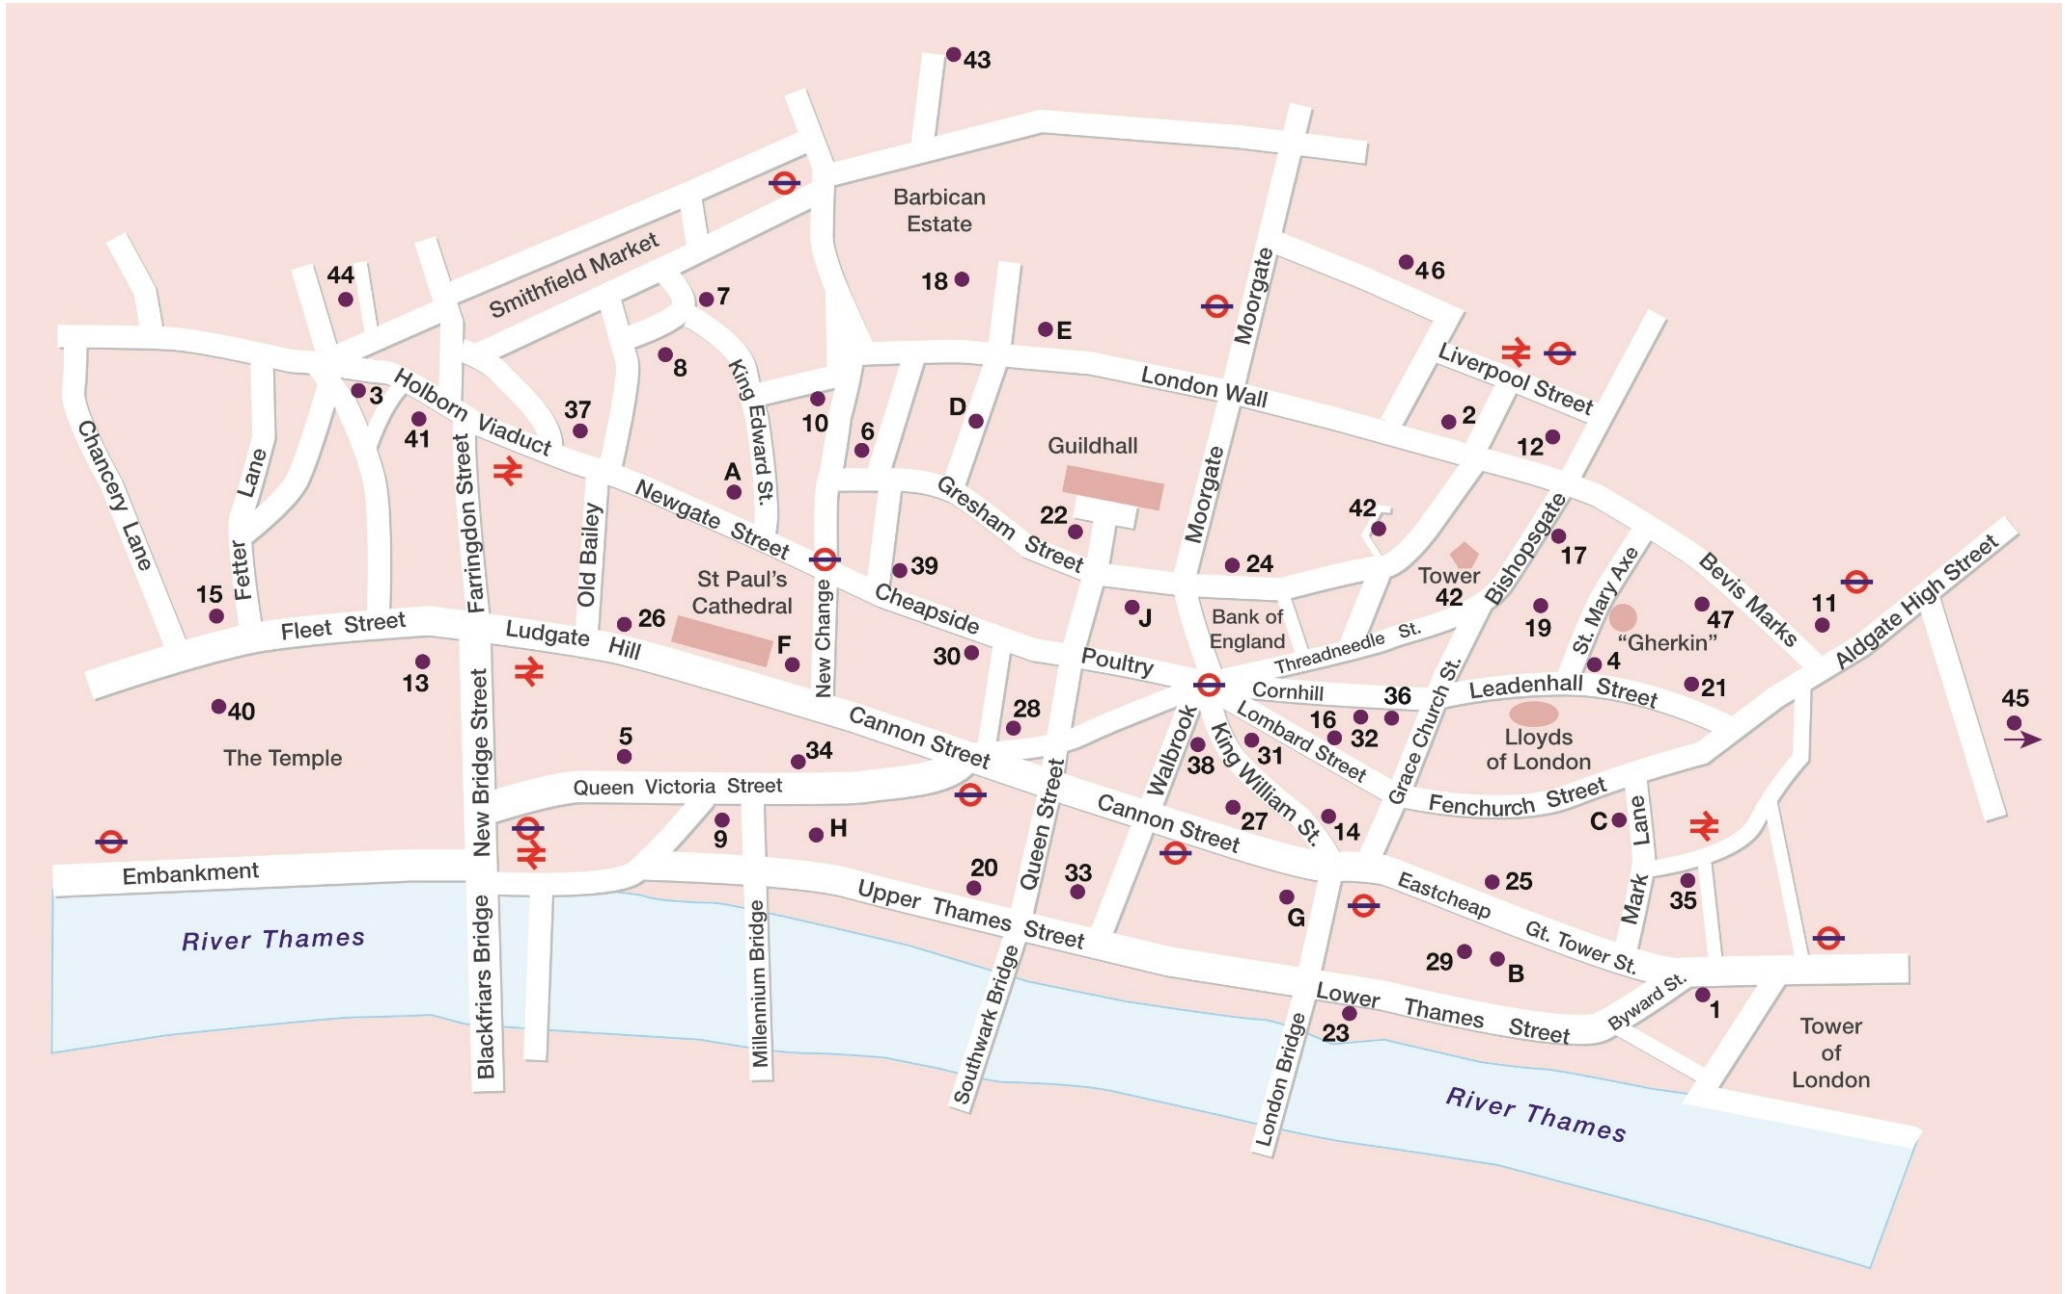 43
Barbican
Estate
Smithfield Market
44
7
18
E
46
Moorgate
Liverpool Street
8
King Edward St.
London Wall
3
Holborn Viaduct
41
37
10
6
D
2
12
Guildhall
Chancery Lane
Fetter Lane
Farringdon Street
Old Bailey
A
Newgate Street
Gresham Street
22
Moorgate
42
Bishopsgate
17
St. Mary Axe
Bevis Marks
Aldgate High Street
39
24
Tower
42
St Paul's
Cathedral
15
Fleet Street
Ludgate Hill
26
F
New Change
Cheapside
J
Bank of
England
Threadneedle St.
19
47
"Gherkin"
11
4
13
30
Poultry
Cornhill
36
Leadenhall Street
21
45
40
The Temple
New Bridge Street
5
34
Cannon Street
28
16
32
Lombard Street
Grace Church St.
Lloyds
of London
Walbrook
38
King William St.
31
Queen Victoria Street
Queen Street
Cannon Street
27
14
Fenchurch Street
C
Mark Lane
9
H
Embankment
20
33
Upper Thames Street
G
Eastcheap
25
35
Gt. Tower St.
29
B
River Thames
Blackfriars Bridge
Millennium Bridge
Southwark Bridge
London Bridge
Lower Thames Street
23
Byward St.
1
Tower
of
London
River Thames